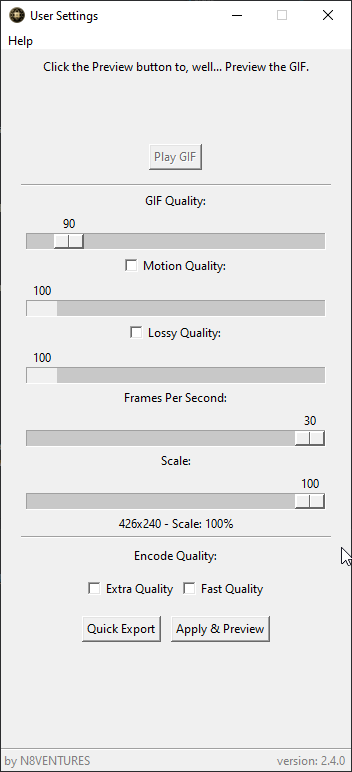 User Settings
Help
Click the Preview button to, well... Preview the GIF.
Play GIF
GIF Quality:
90
Motion Quality:
100
Lossy Quality:
100
Frames Per Second:
30
Scale:
100
426x240 - Scale: 100%
Encode Quality:
Extra Quality Fast Quality
Quick Export Apply & Preview
by N8VENTURES version: 2.4.0